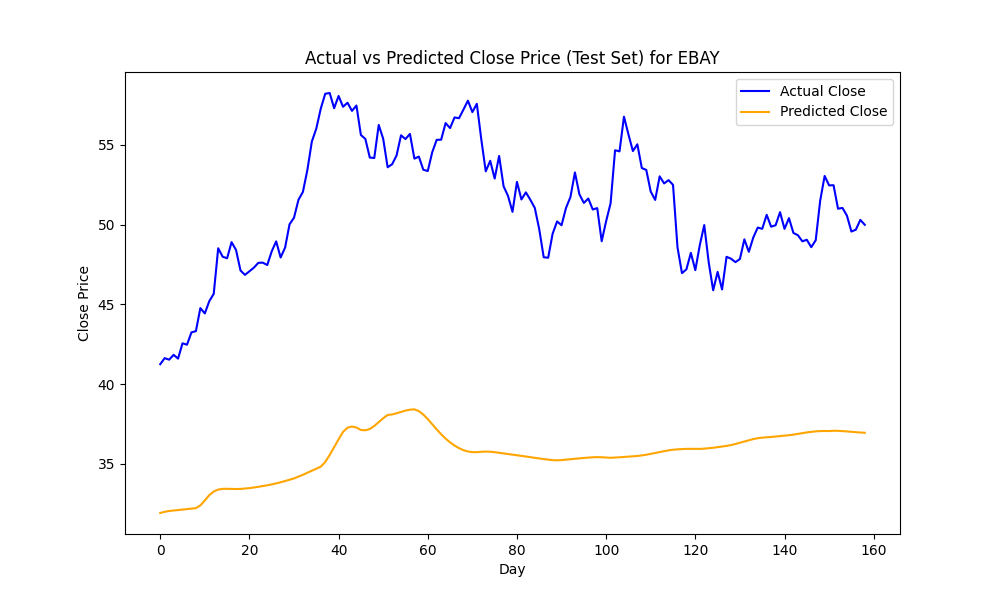 Actual vs Predicted Close Price (Test Set) for EBAY
Actual Close
Predicted Close
Close Price
55
50
45
40
35
0 20 40 60 80 100 120 140 160
Day